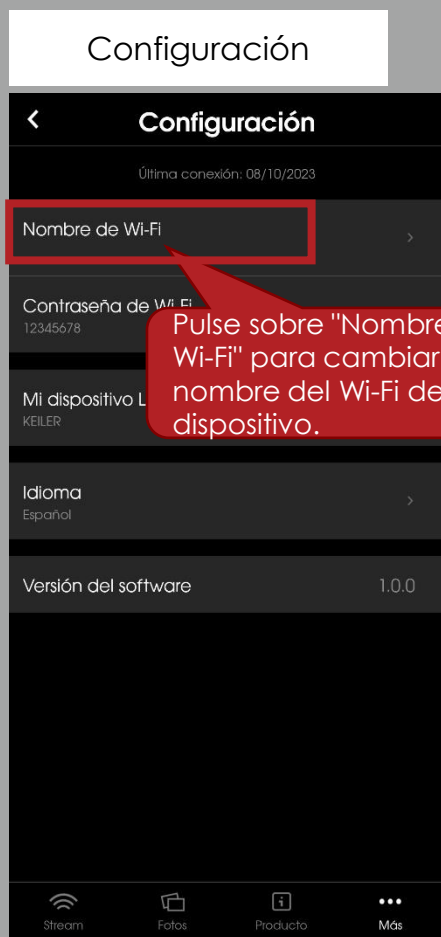 Configuración
Configuración
Última conexión: 08/10/2023
Nombre de Wi-Fi
Contraseña de Wi-Fi
12345678
Pulse sobre "Nombre
Wi-Fi" para cambiar
nombre del Wi-Fi de
dispositivo.
Mi dispositivo L
KEILER
Idioma
Español
Versión del software 1.0.0
Stream Fotos Producto Más